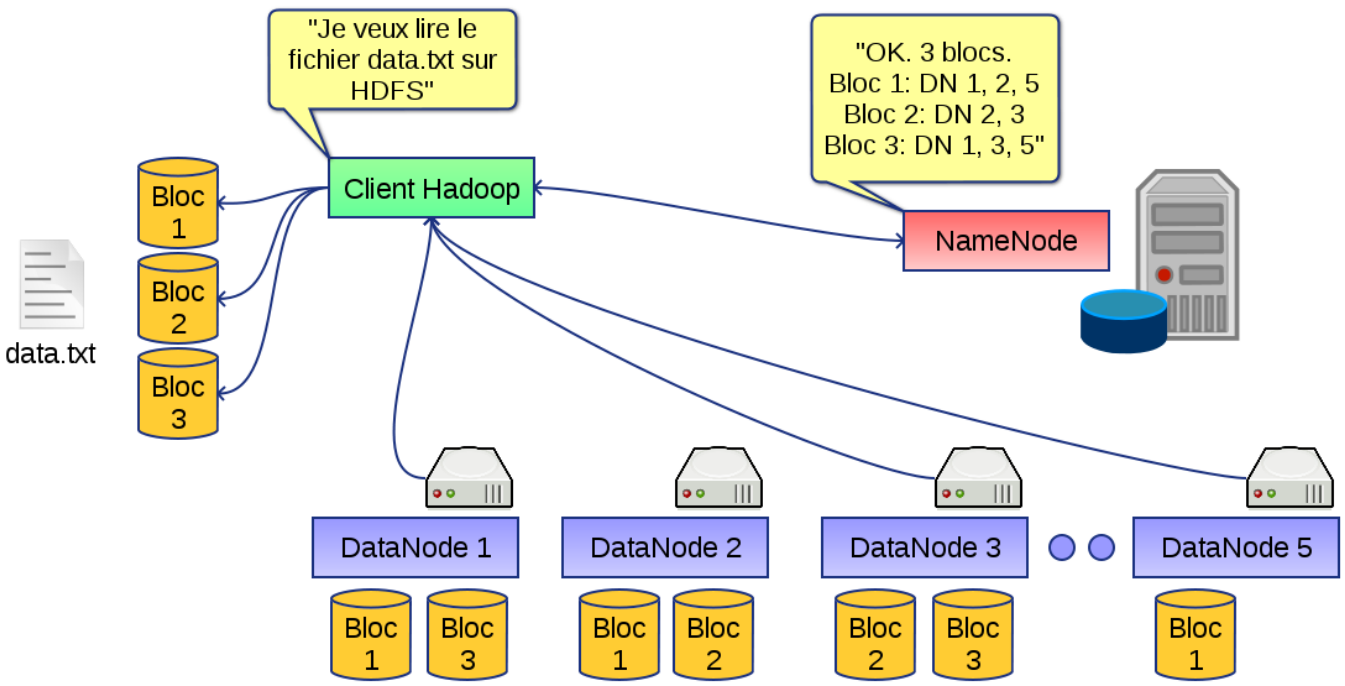 "Je veux lire le
fichier data.txt sur
HDFS"
"OK. 3 blocs.
Bloc 1: DN 1, 2, 5
Bloc 2: DN 2, 3
Bloc 3: DN 1, 3, 5"
Client Hadoop
NameNode
Bloc
1
Bloc
2
Bloc
3
data.txt
DataNode 1
DataNode 2
DataNode 3
DataNode 5
Bloc
1
Bloc
3
Bloc
1
Bloc
2
Bloc
2
Bloc
3
Bloc
1